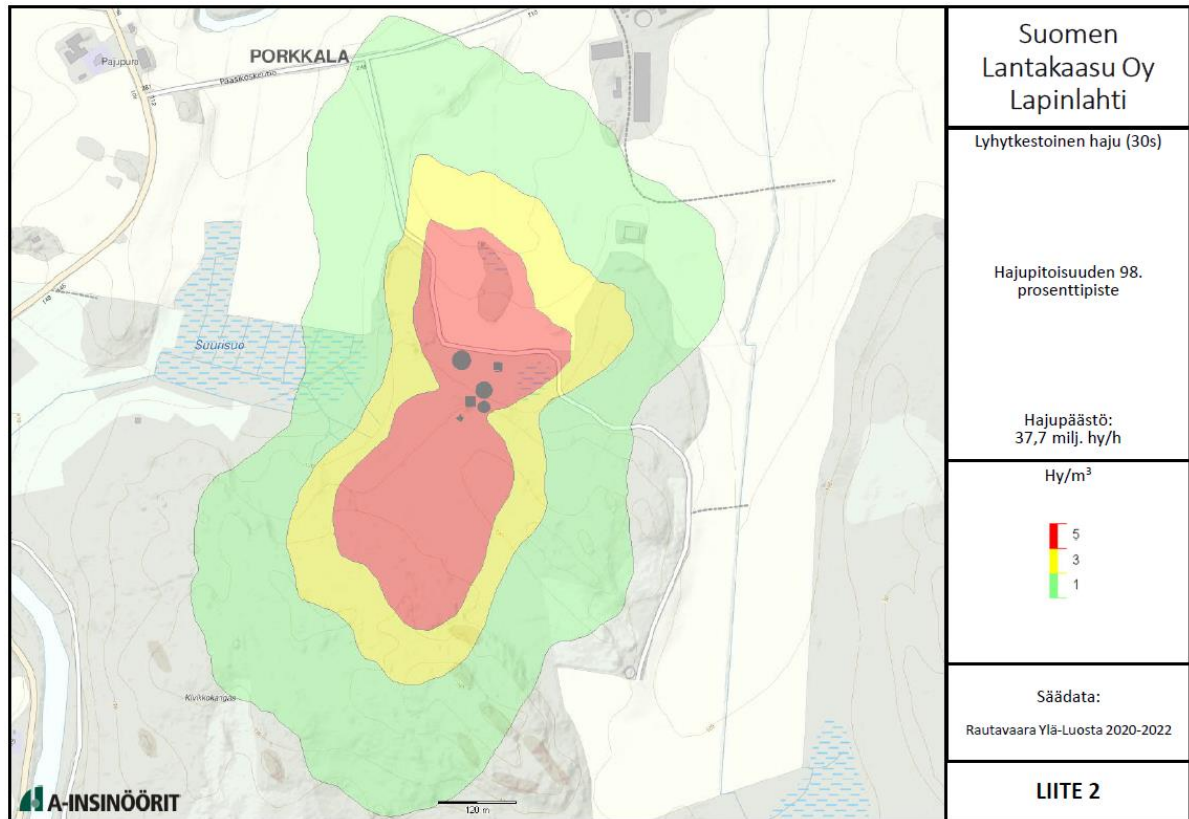 Pajupuro
PORKKALA
Suurisuo
Kivikkokangas
120 m
A-INSINÖÖRIT
Suomen
Lantakaasu Oy
Lapinlahti
Lyhytkestoinen haju (30s)
Hajupitoisuuden 98.
prosenttipiste
Hajupäästö:
37,7 milj. hy/h
Hy/m³
5
3
1
Säädata:
Rautavaara Ylä-Luosta 2020-2022
LIITE 2